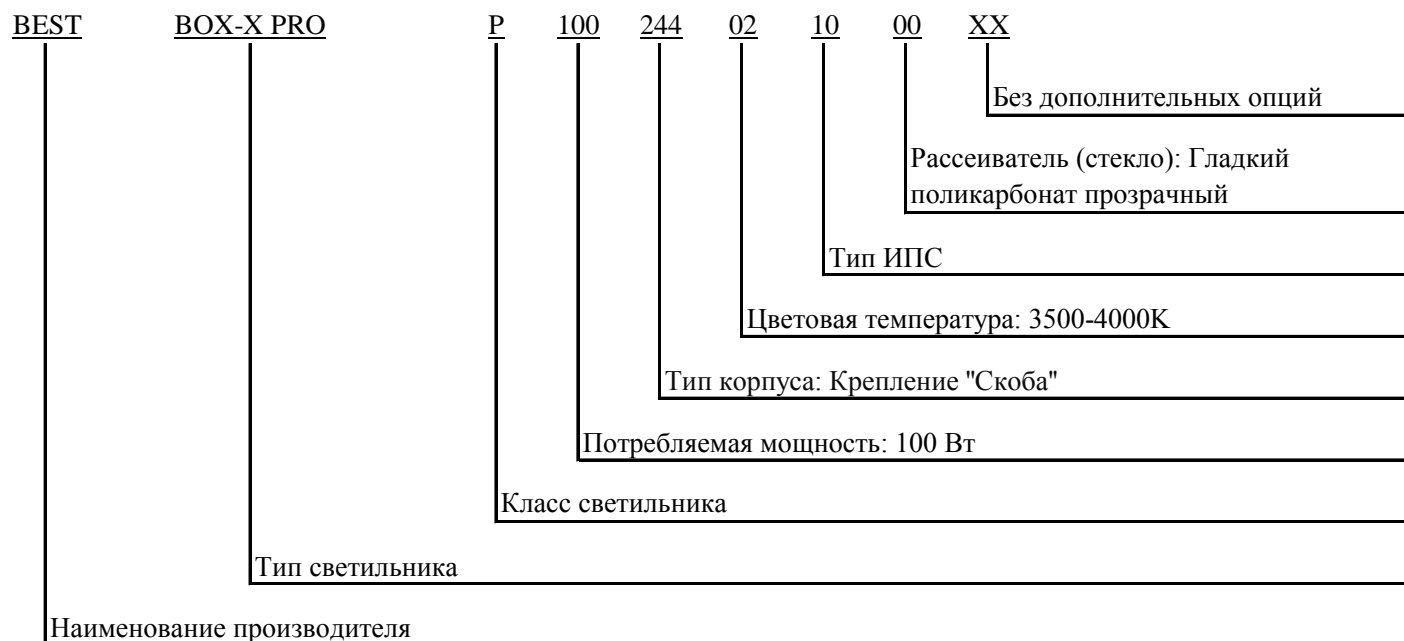 BEST BOX-X PRO P 100 244 02 10 00 XX
Без дополнительных опций
Рассеиватель (стекло): Гладкий
поликарбонат прозрачный
Тип ИПС
Цветовая температура: 3500-4000K
Тип корпуса: Крепление "Скоба"
Потребляемая мощность: 100 Вт
Класс светильника
Тип светильника
Наименование производителя